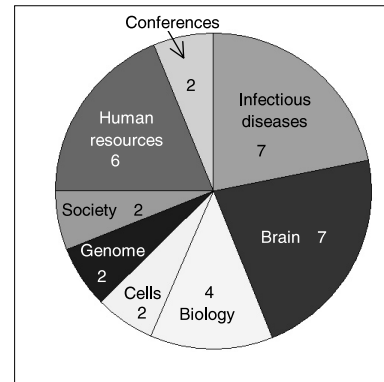 Conferences
2
Infectious
diseases
7
Human
resources
6
Society 2
Brain 7
Genome
2
Cells
2
4
Biology